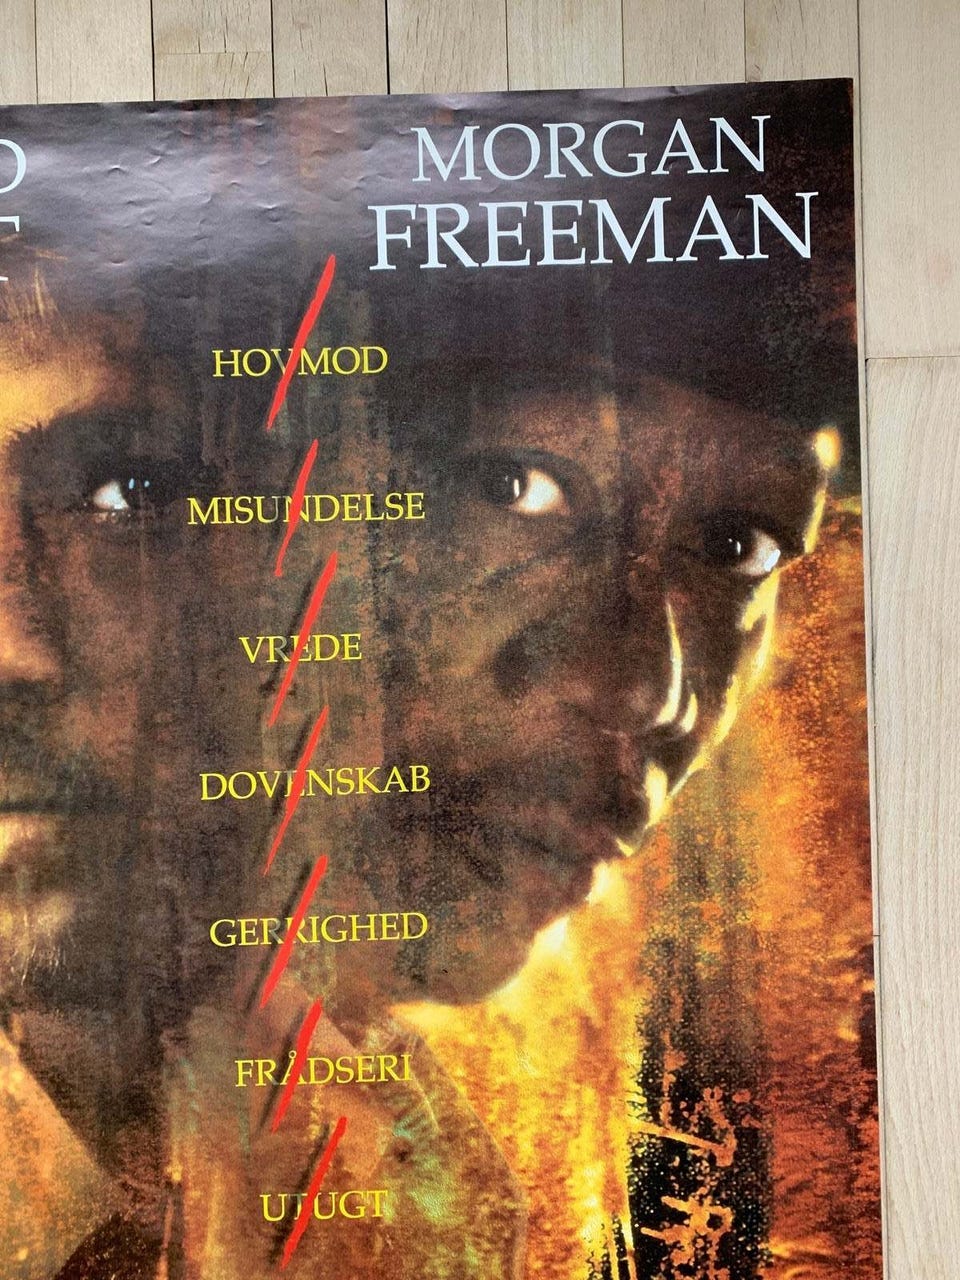 MORGAN
FREEMAN
HOVMOD
MISUNDELSE
VREDE
DOVENSKAB
GERRIGHED
FRÅDSERI
UTUGT